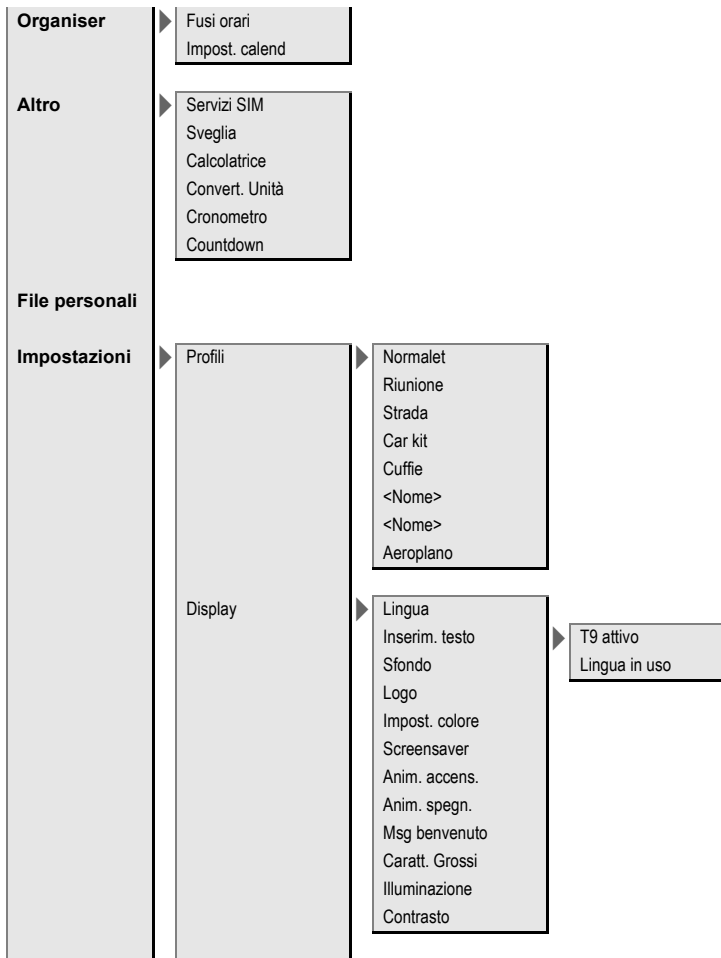 Organiser
Fusi orari
Impost. calend
Altro
Servizi SIM
Sveglia
Calcolatrice
Convert. Unità
Cronometro
Countdown
File personali
Impostazioni
Profili
Normalet
Riunione
Strada
Car kit
Cuffie
<Nome>
<Nome>
Aeroplano
Display
Lingua
Inserim. testo
T9 attivo
Lingua in uso
Sfondo
Logo
Impost. colore
Screensaver
Anim. accens.
Anim. spegn.
Msg benvenuto
Caratt. Grossi
Illuminazione
Contrasto